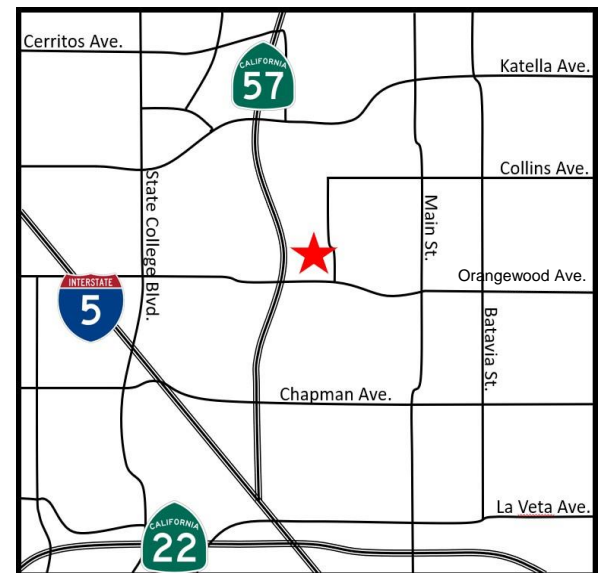 Cerritos Ave.
CALIFORNIA
57
Katella Ave.
Collins Ave.
State College Blvd.
Main St.
INTERSTATE
5
Orangewood Ave.
Batavia St.
Chapman Ave.
La Veta Ave.
CALIFORNIA
22